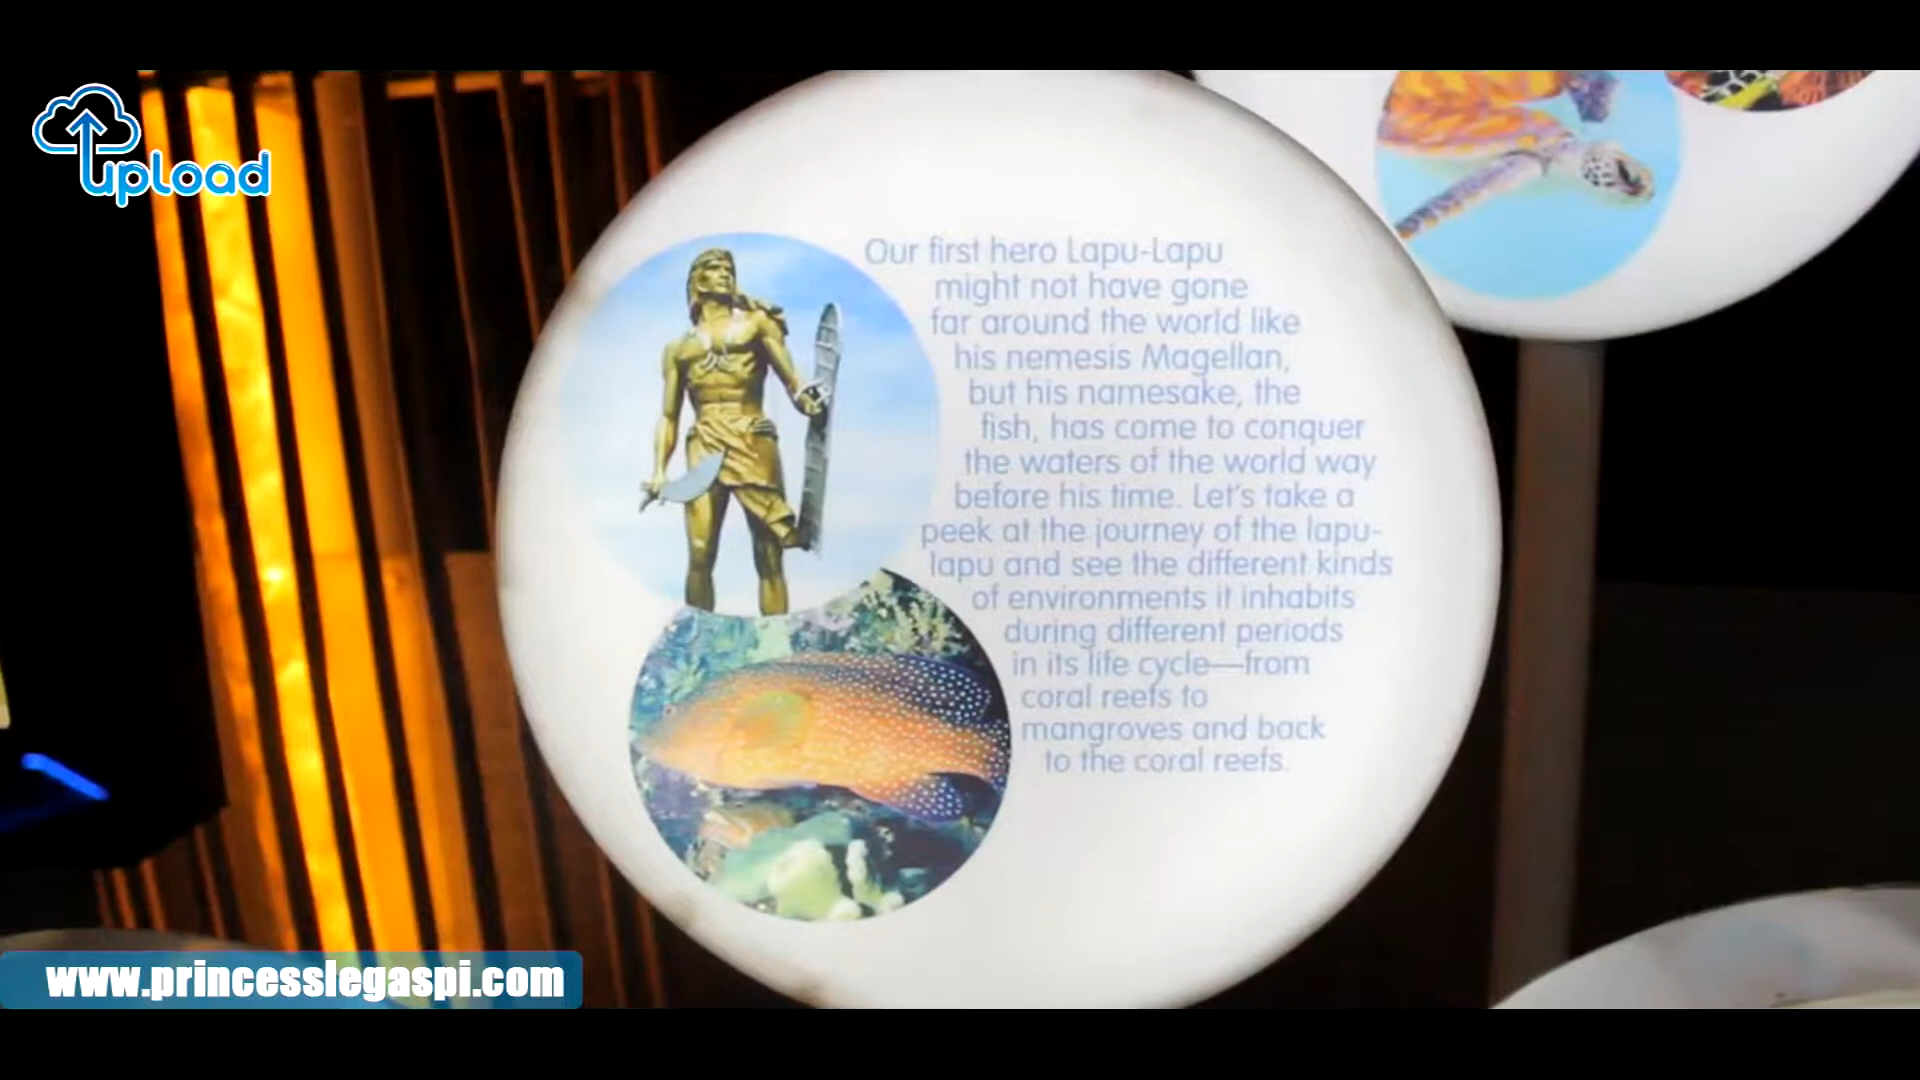 upload
Our first hero Lapu-Lapu
might not have gone
far around the world like
his nemesis Magellan,
but his namesake, the
fish, has come to conquer
the waters of the world way
before his time. Let's take a
peek at the journey of the lapu-
lapu and see the different kinds
of environments it inhabits
during different periods
in its life cycle—from
coral reefs to
mangroves and back
to the coral reefs.
www.princesslegaspi.com